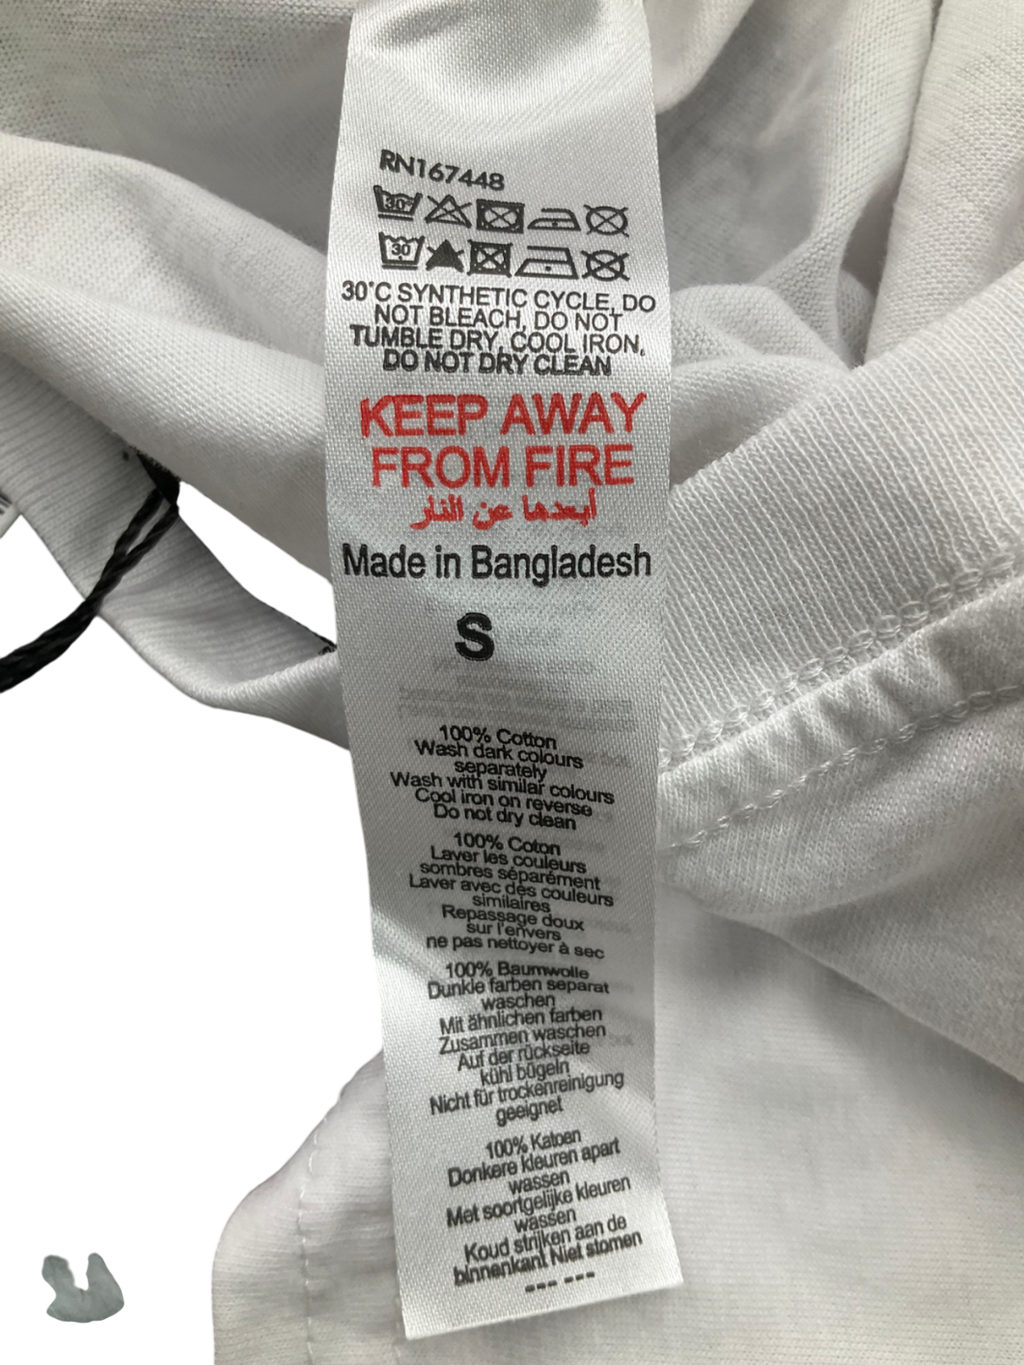 RN167448
30°
30
30°C SYNTHETIC CYCLE, DO
NOT BLEACH, DO NOT
TUMBLE DRY, COOL IRON,
DO NOT DRY CLEAN
KEEP AWAY
FROM FIRE
أبعدها عن النار
Made in Bangladesh
S
100% Cotton
Wash dark colours
separately
Wash with similar colours
Cool iron on reverse
Do not dry clean
100% Coton
Laver les couleurs
sombres séparément
Laver avec des couleurs
similaires
Repassage doux
sur l'envers
ne pas nettoyer à sec
100% Baumwolle
Dunkle farben separat
waschen
Mit ähnlichen farben
Zusammen waschen
Auf der rückseite
kühl bügeln
Nicht für trockenreinigung
geeignet
100% Katoen
Donkere kleuren apart
wassen
Met soortgelijke kleuren
wassen
Koud strijken aan de
binnenkant Niet stomen
--- ---